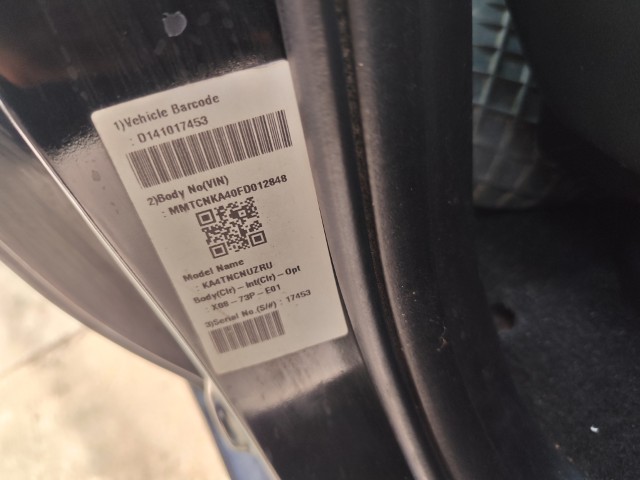 1)Vehicle Barcode
: D141017453
2)Body No(VIN)
: MMTCNKA40FD012848
Model Name
: KA4TNCNUZRU
Body(Clr)-Int(Clr)-Opt
: X08-73P-E01
3)Serial No.(S/#) : 17453